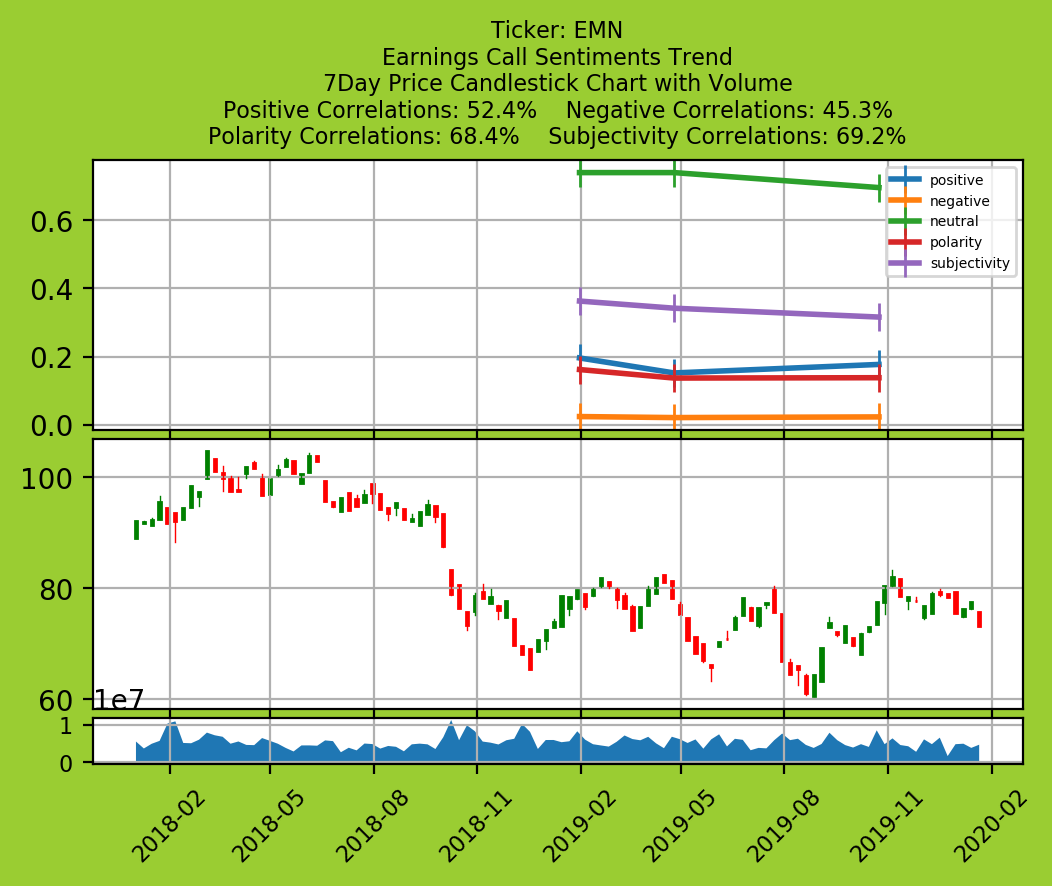 Ticker: EMN
Earnings Call Sentiments Trend
7Day Price Candlestick Chart with Volume
Positive Correlations: 52.4%    Negative Correlations: 45.3%
Polarity Correlations: 68.4%    Subjectivity Correlations: 69.2%
positive
negative
neutral
polarity
subjectivity
0.6
0.4
0.2
0.0
100
80
60
1e7
1
0
2018-02
2018-05
2018-08
2018-11
2019-02
2019-05
2019-08
2019-11
2020-02